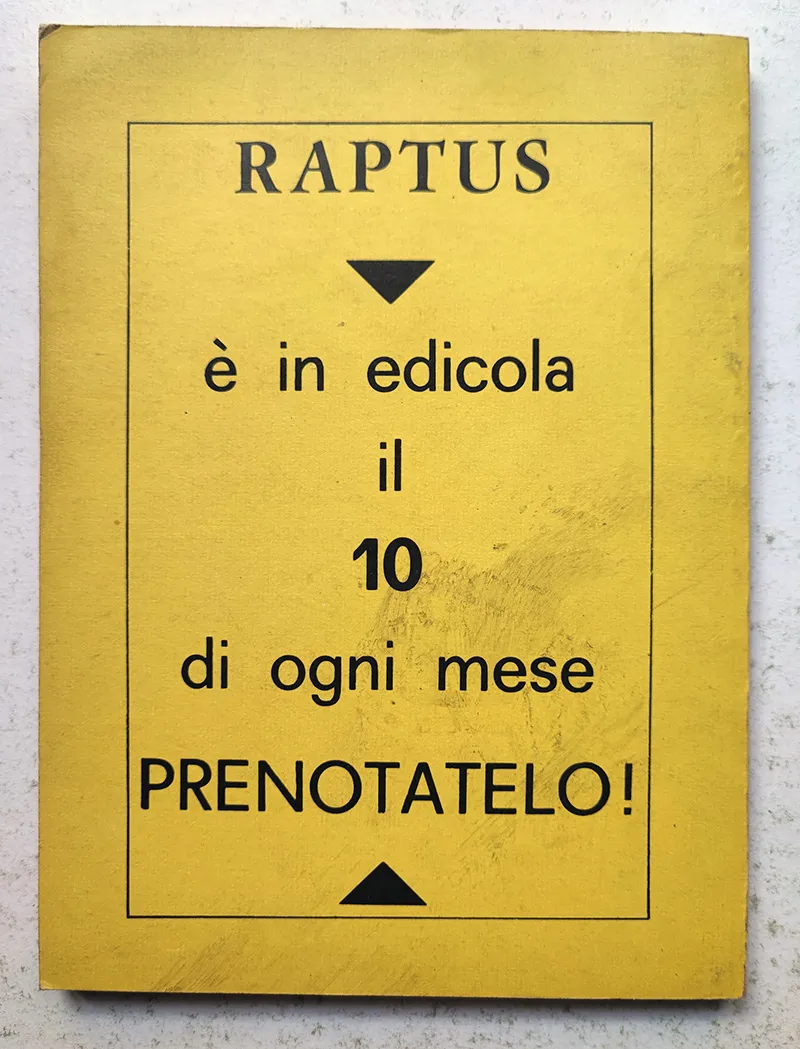 RAPTUS
è in edicola
il
10
di ogni mese
PRENOTATELO!